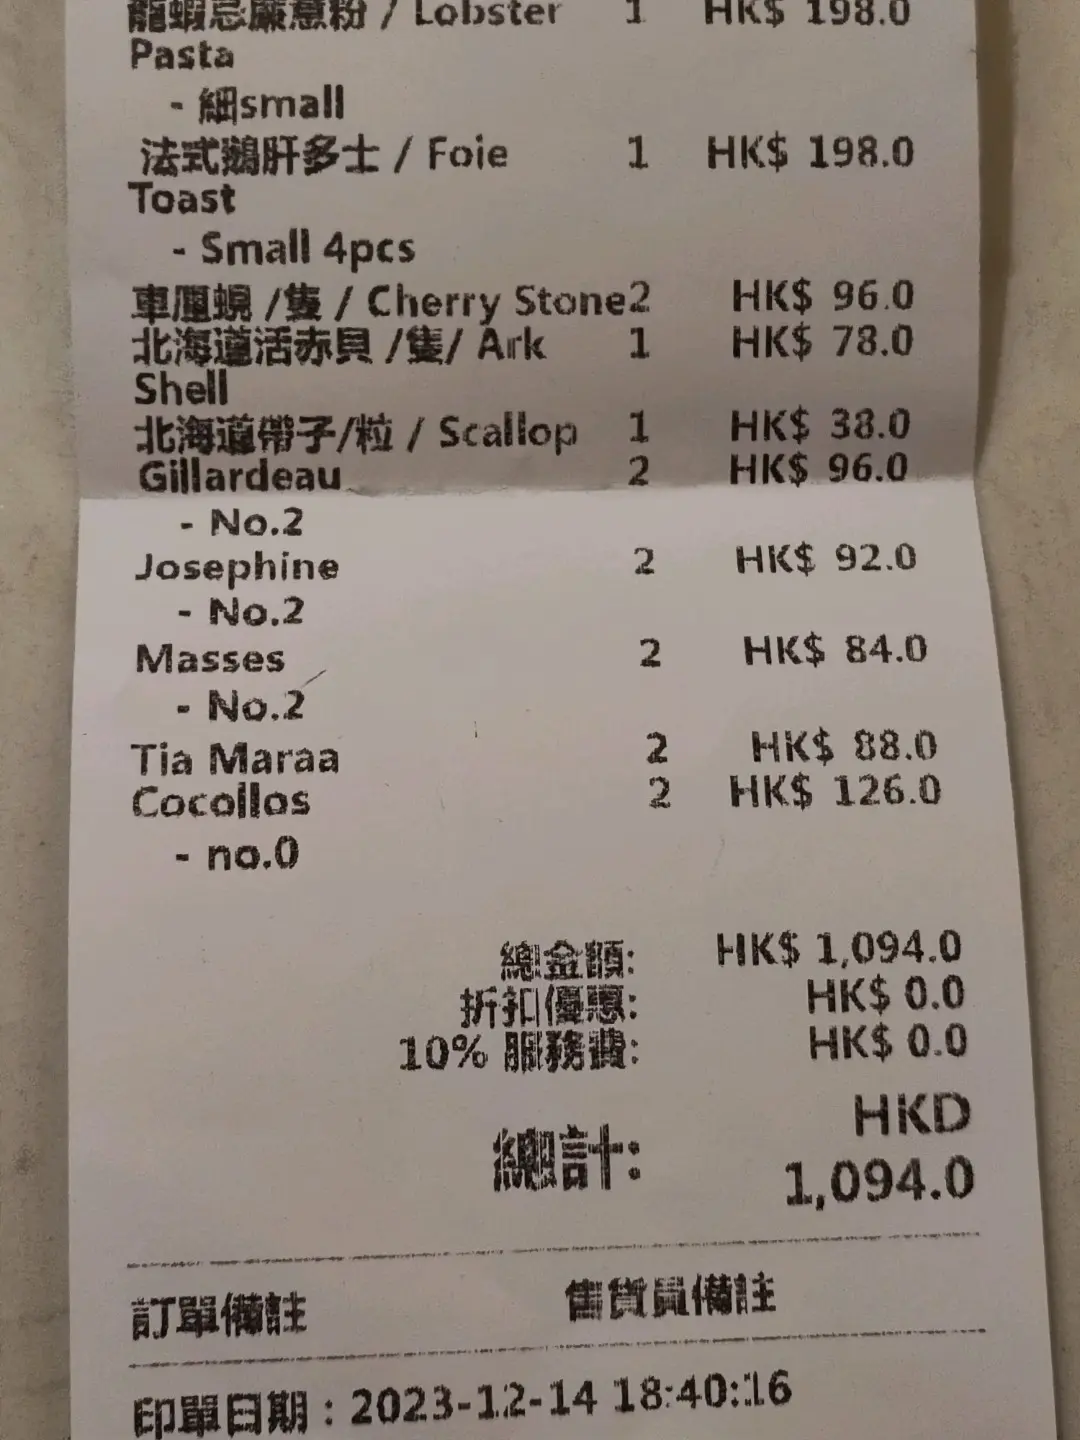 龍蝦忌廉意粉 / Lobster 1 HK$ 198.0
Pasta
- 細small
法式鵝肝多士 / Foie 1 HK$ 198.0
Toast
- Small 4pcs
車厘蜆 /隻 / Cherry Stone2 HK$ 96.0
北海道活赤貝 /隻/ Ark 1 HK$ 78.0
Shell
北海道帶子/粒 / Scallop 1 HK$ 38.0
Gillardeau 2 HK$ 96.0
- No.2
Josephine 2 HK$ 92.0
- No.2
Masses 2 HK$ 84.0
- No.2
Tia Maraa 2 HK$ 88.0
Cocollos 2 HK$ 126.0
- no.0
總金額: HK$ 1,094.0
折扣優惠: HK$ 0.0
10% 服務費: HK$ 0.0
總計: HKD
1,094.0
訂單備註 售貨員備註
印單日期 : 2023-12-14 18:40:16